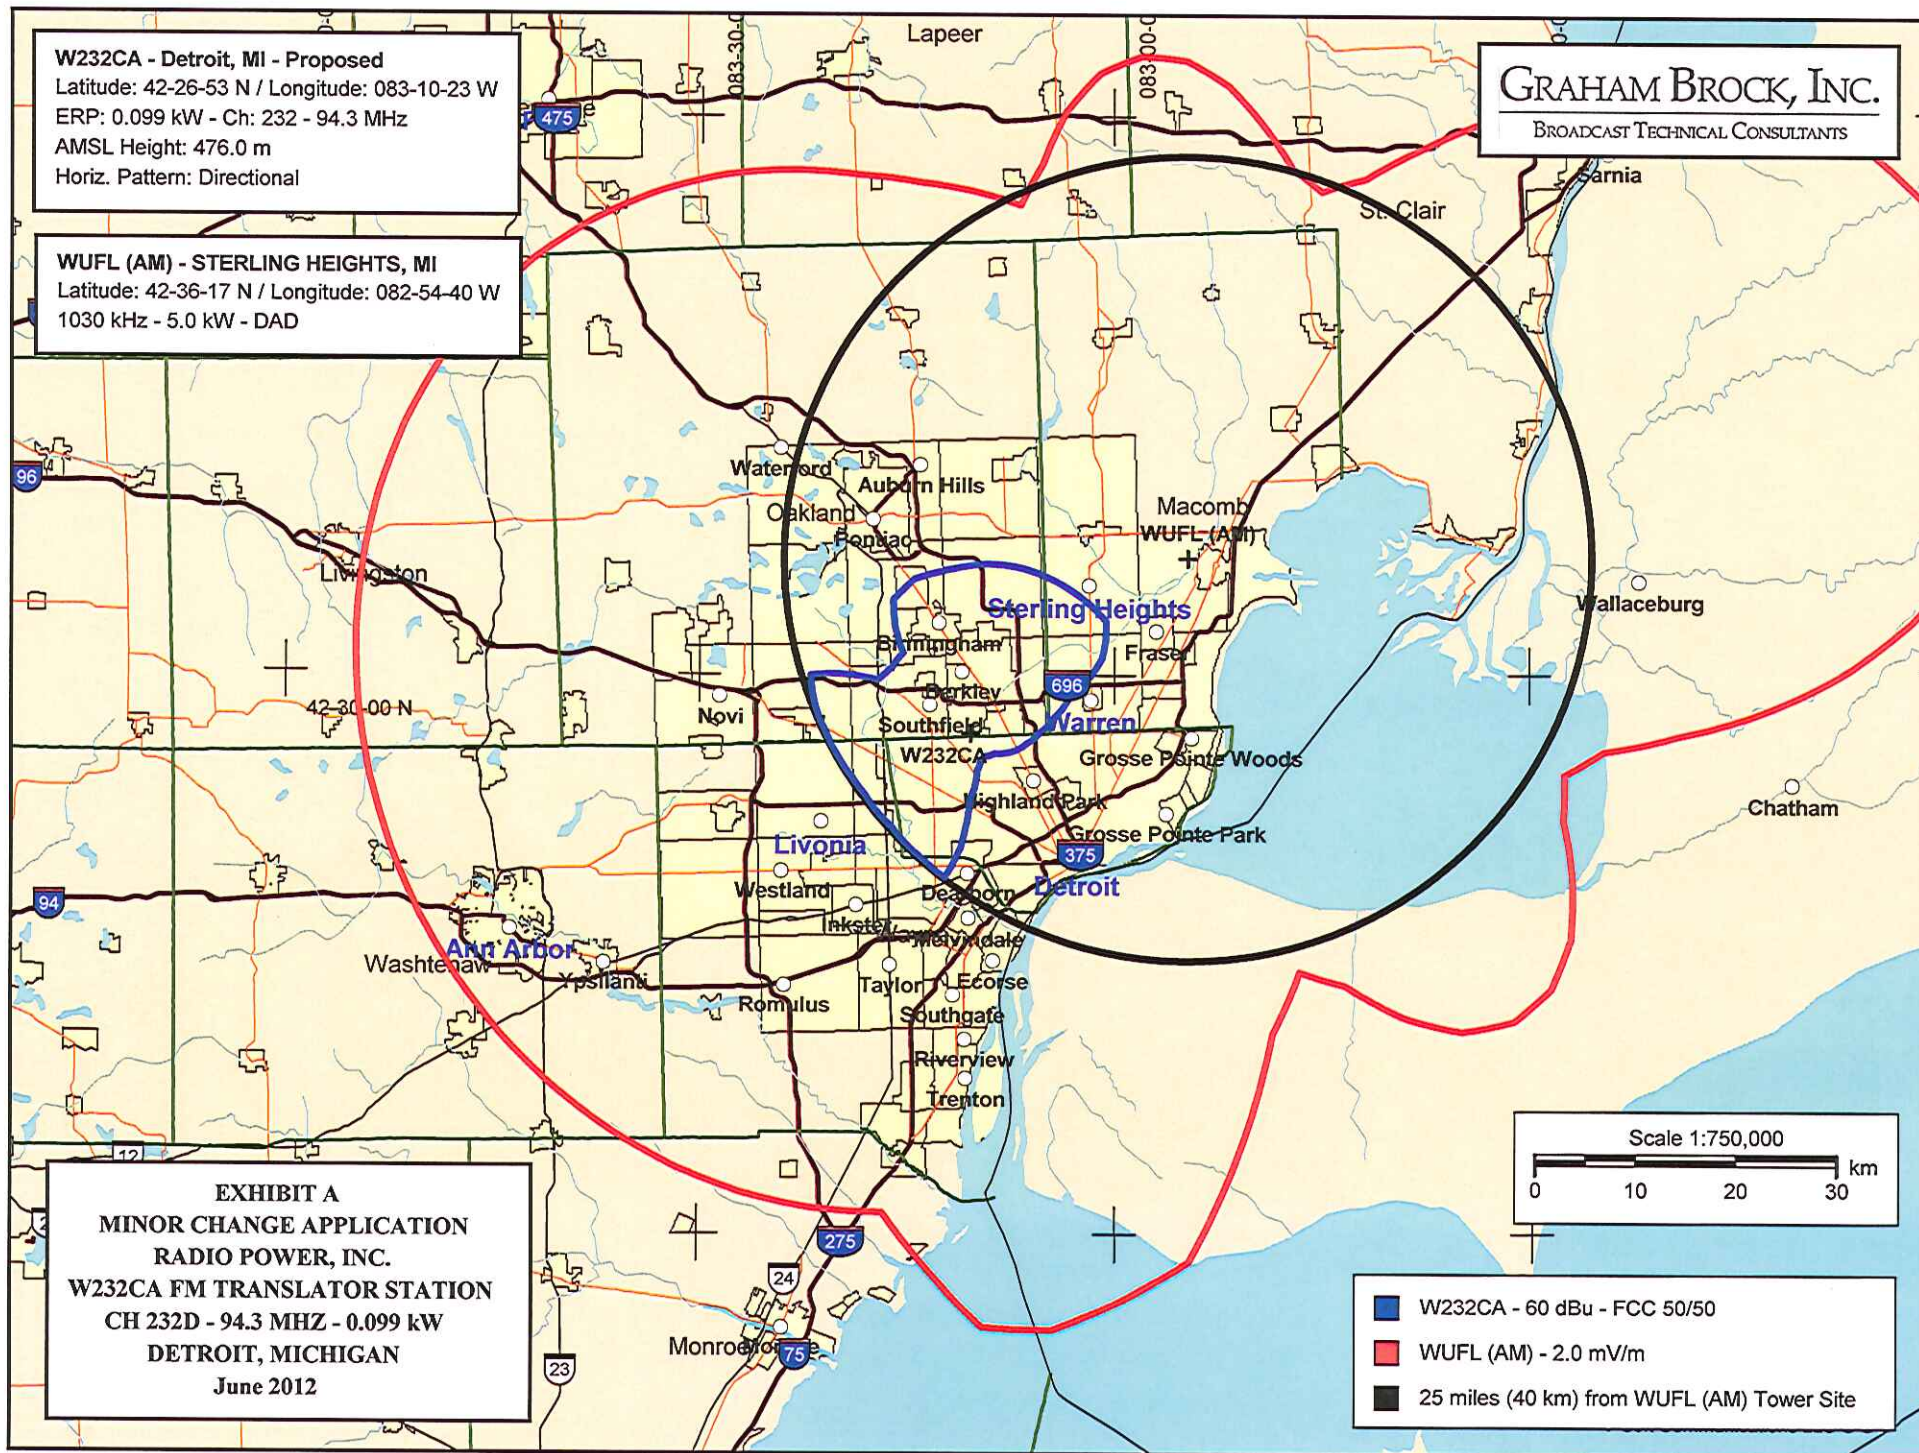 W232CA - Detroit, MI - Proposed
Latitude: 42-26-53 N / Longitude: 083-10-23 W
ERP: 0.099 kW - Ch: 232 - 94.3 MHz
AMSL Height: 476.0 m
Horiz. Pattern: Directional
WUFL (AM) - STERLING HEIGHTS, MI
Latitude: 42-36-17 N / Longitude: 082-54-40 W
1030 kHz - 5.0 kW - DAD
GRAHAM BROCK, INC.
BROADCAST TECHNICAL CONSULTANTS
Lapeer
475
Sarnia
St. Clair
96
Waterford
Auburn Hills
Oakland
Pontiac
Macomb
WUFL (AM)
Livingston
Sterling Heights
Wallaceburg
Birmingham
Fraser
696
Berkley
42-30-00 N
Novi
Southfield
Warren
W232CA
Grosse Pointe Woods
Highland Park
Chatham
Grosse Pointe Park
Livonia
375
Westland
Dearborn
Detroit
94
Inkster
Wayne
Melvindale
Ann Arbor
Washtenaw
Ypsilanti
Taylor
Ecorse
Romulus
Southgate
Riverview
Trenton
12
275
24
Monroe
Monroe
75
23
EXHIBIT A
MINOR CHANGE APPLICATION
RADIO POWER, INC.
W232CA FM TRANSLATOR STATION
CH 232D - 94.3 MHZ - 0.099 kW
DETROIT, MICHIGAN
June 2012
Scale 1:750,000
km
0 10 20 30
W232CA - 60 dBu - FCC 50/50
WUFL (AM) - 2.0 mV/m
25 miles (40 km) from WUFL (AM) Tower Site